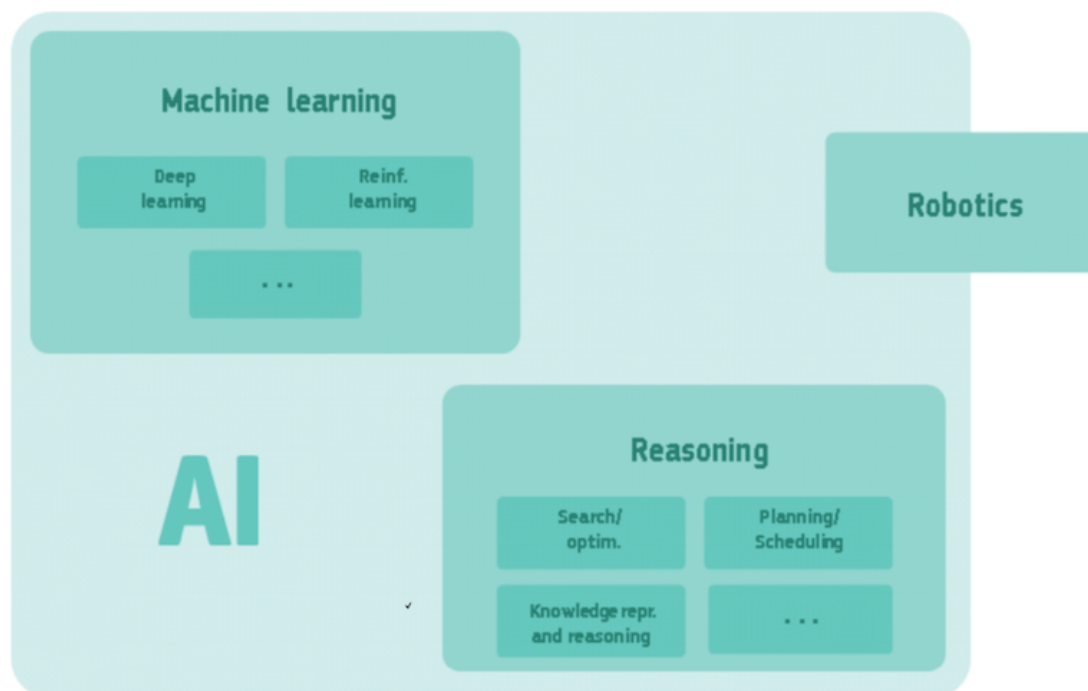 Machine learning
Deep
learning
Reinf.
learning
...
Robotics
AI
Reasoning
Search/
optim.
Planning/
Scheduling
Knowledge repr.
and reasoning
...